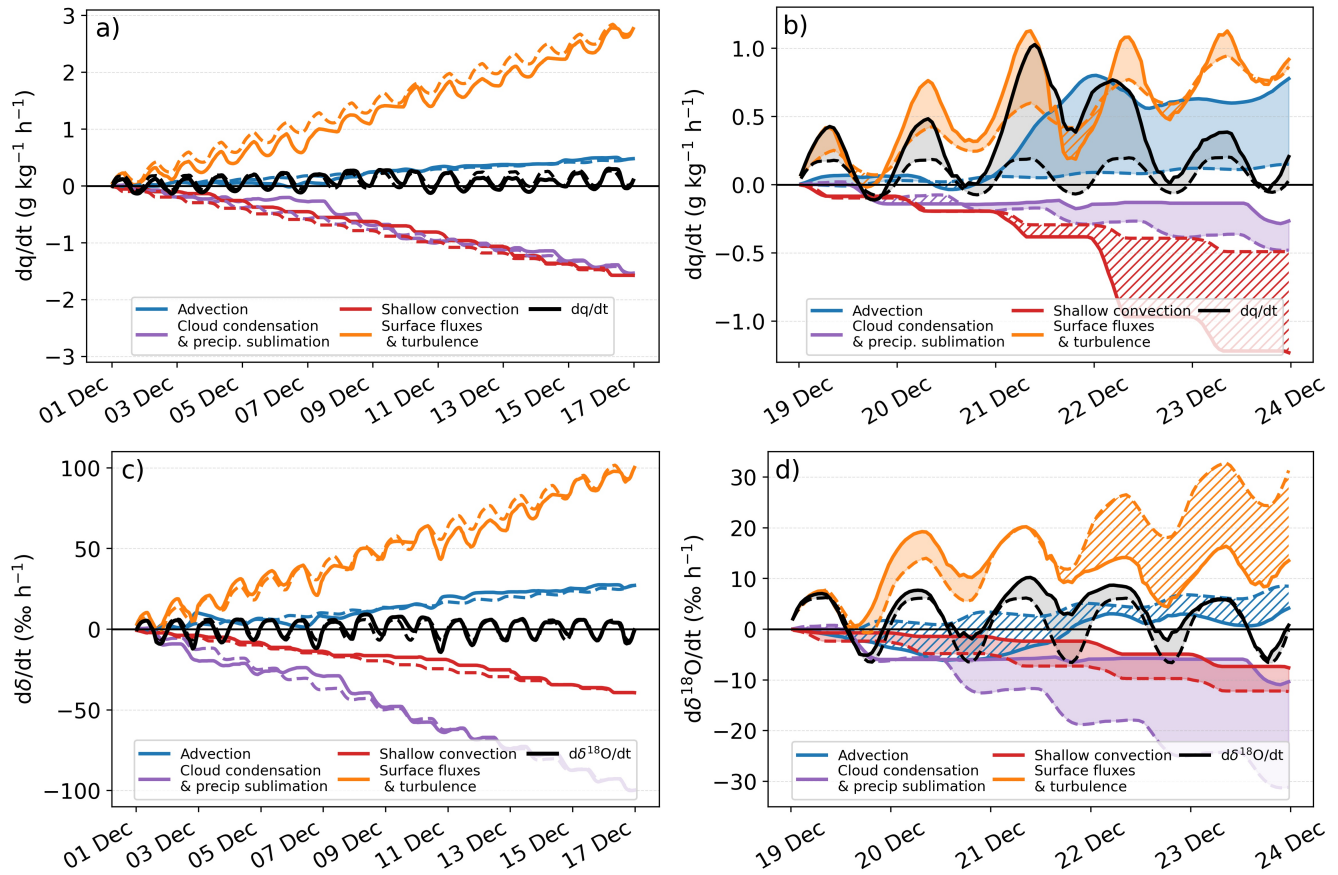 a)
dq/dt (g kg⁻¹ h⁻¹)
3
2
1
0
−1
−2
−3
Advection
Cloud condensation
& precip. sublimation
Shallow convection
Surface fluxes
& turbulence
dq/dt
01 Dec
03 Dec
05 Dec
07 Dec
09 Dec
11 Dec
13 Dec
15 Dec
17 Dec
b)
dq/dt (g kg⁻¹ h⁻¹)
1.0
0.5
0.0
−0.5
−1.0
Advection
Cloud condensation
& precip. sublimation
Shallow convection
Surface fluxes
& turbulence
dq/dt
19 Dec
20 Dec
21 Dec
22 Dec
23 Dec
24 Dec
c)
dδ/dt (‰ h⁻¹)
100
50
0
−50
−100
Advection
Cloud condensation
& precip sublimation
Shallow convection
Surface fluxes
& turbulence
dδ¹⁸O/dt
01 Dec
03 Dec
05 Dec
07 Dec
09 Dec
11 Dec
13 Dec
15 Dec
17 Dec
d)
dδ¹⁸O/dt (‰ h⁻¹)
30
20
10
0
−10
−20
−30
Advection
Cloud condensation
& precip sublimation
Shallow convection
Surface fluxes
& turbulence
dδ¹⁸O/dt
19 Dec
20 Dec
21 Dec
22 Dec
23 Dec
24 Dec